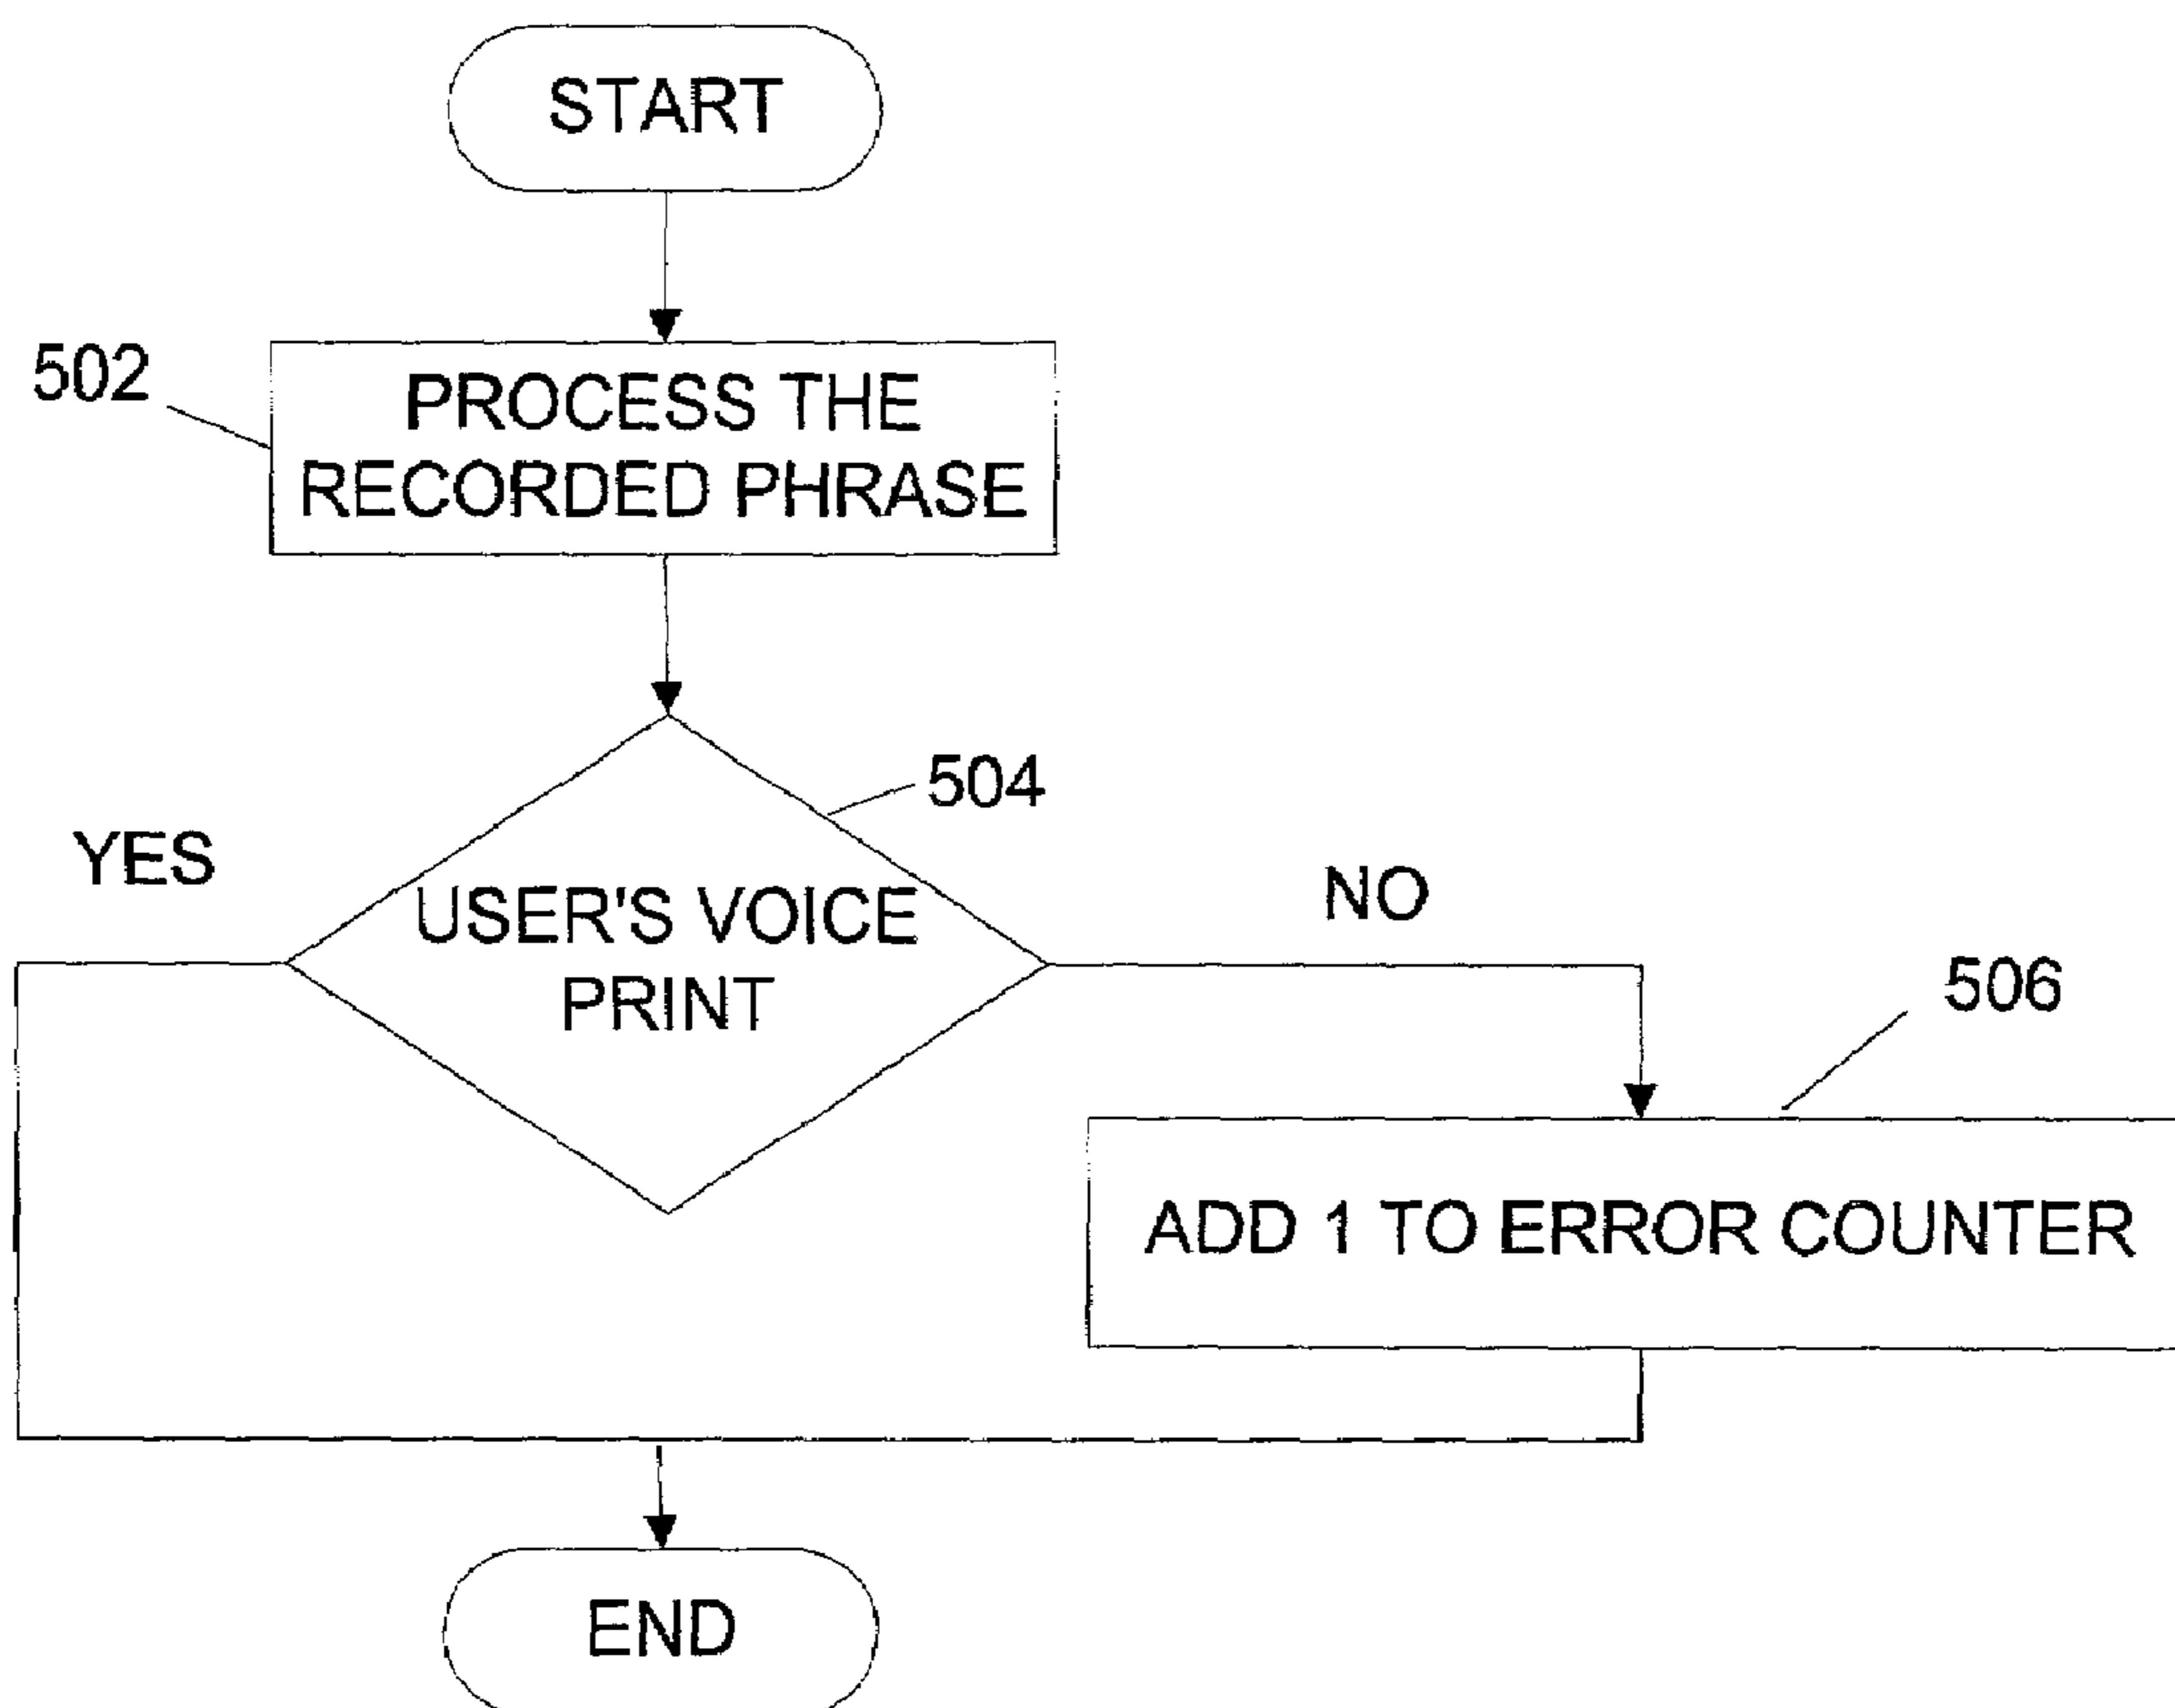 START
502
PROCESS THE
RECORDED PHRASE
504
YES
USER'S VOICE
PRINT
NO
506
ADD 1 TO ERROR COUNTER
END